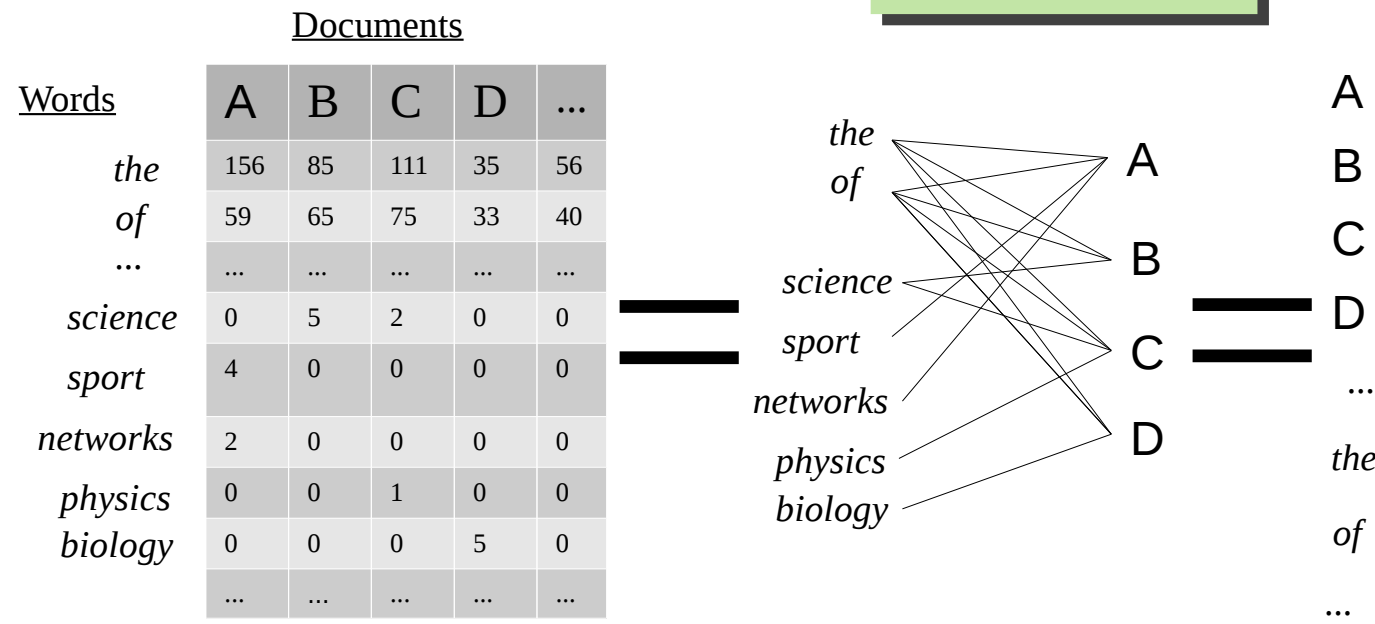 Documents
Words
A B C D ...
the 156 85 111 35 56
of 59 65 75 33 40
... ... ... ... ... ...
science 0 5 2 0 0
sport 4 0 0 0 0
networks 2 0 0 0 0
physics 0 0 1 0 0
biology 0 0 0 5 0
... ... ... ... ...
the
of
science
sport
networks
physics
biology
A
B
C
D
A
B
C
D
...
the
of
...